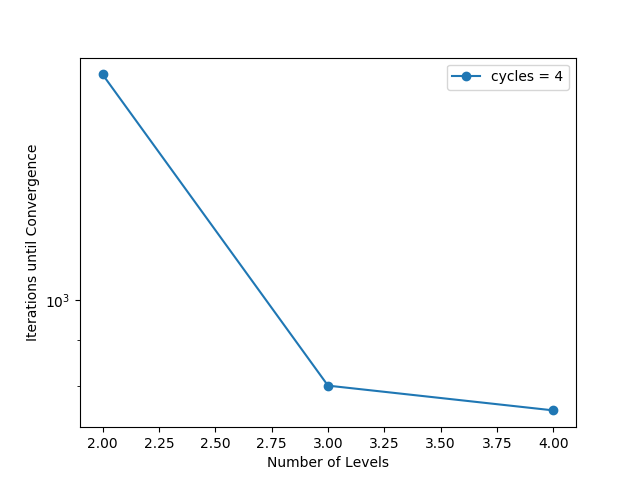 cycles = 4
Iterations until Convergence
10³
2.00 2.25 2.50 2.75 3.00 3.25 3.50 3.75 4.00
Number of Levels